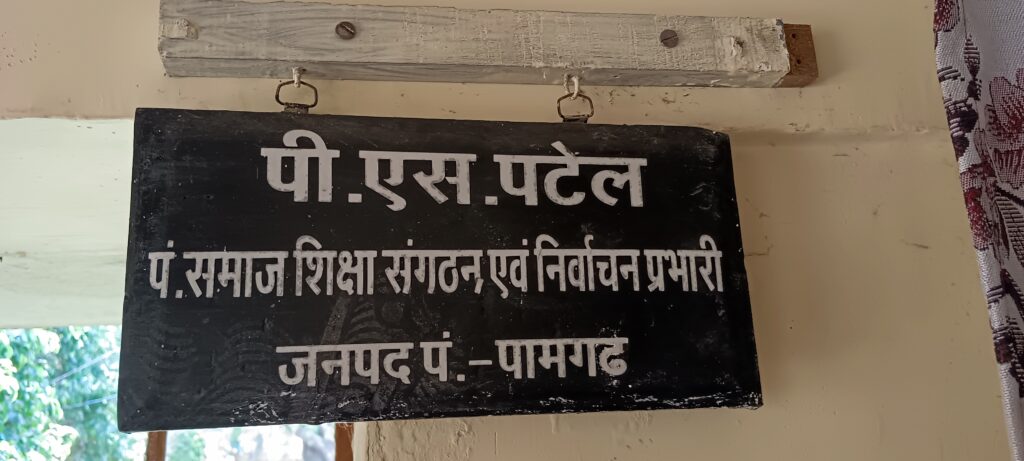 पी.एस.पटेल
पं.समाज शिक्षा संगठन, एवं निर्वाचन प्रभारी
जनपद पं.-पामगढ